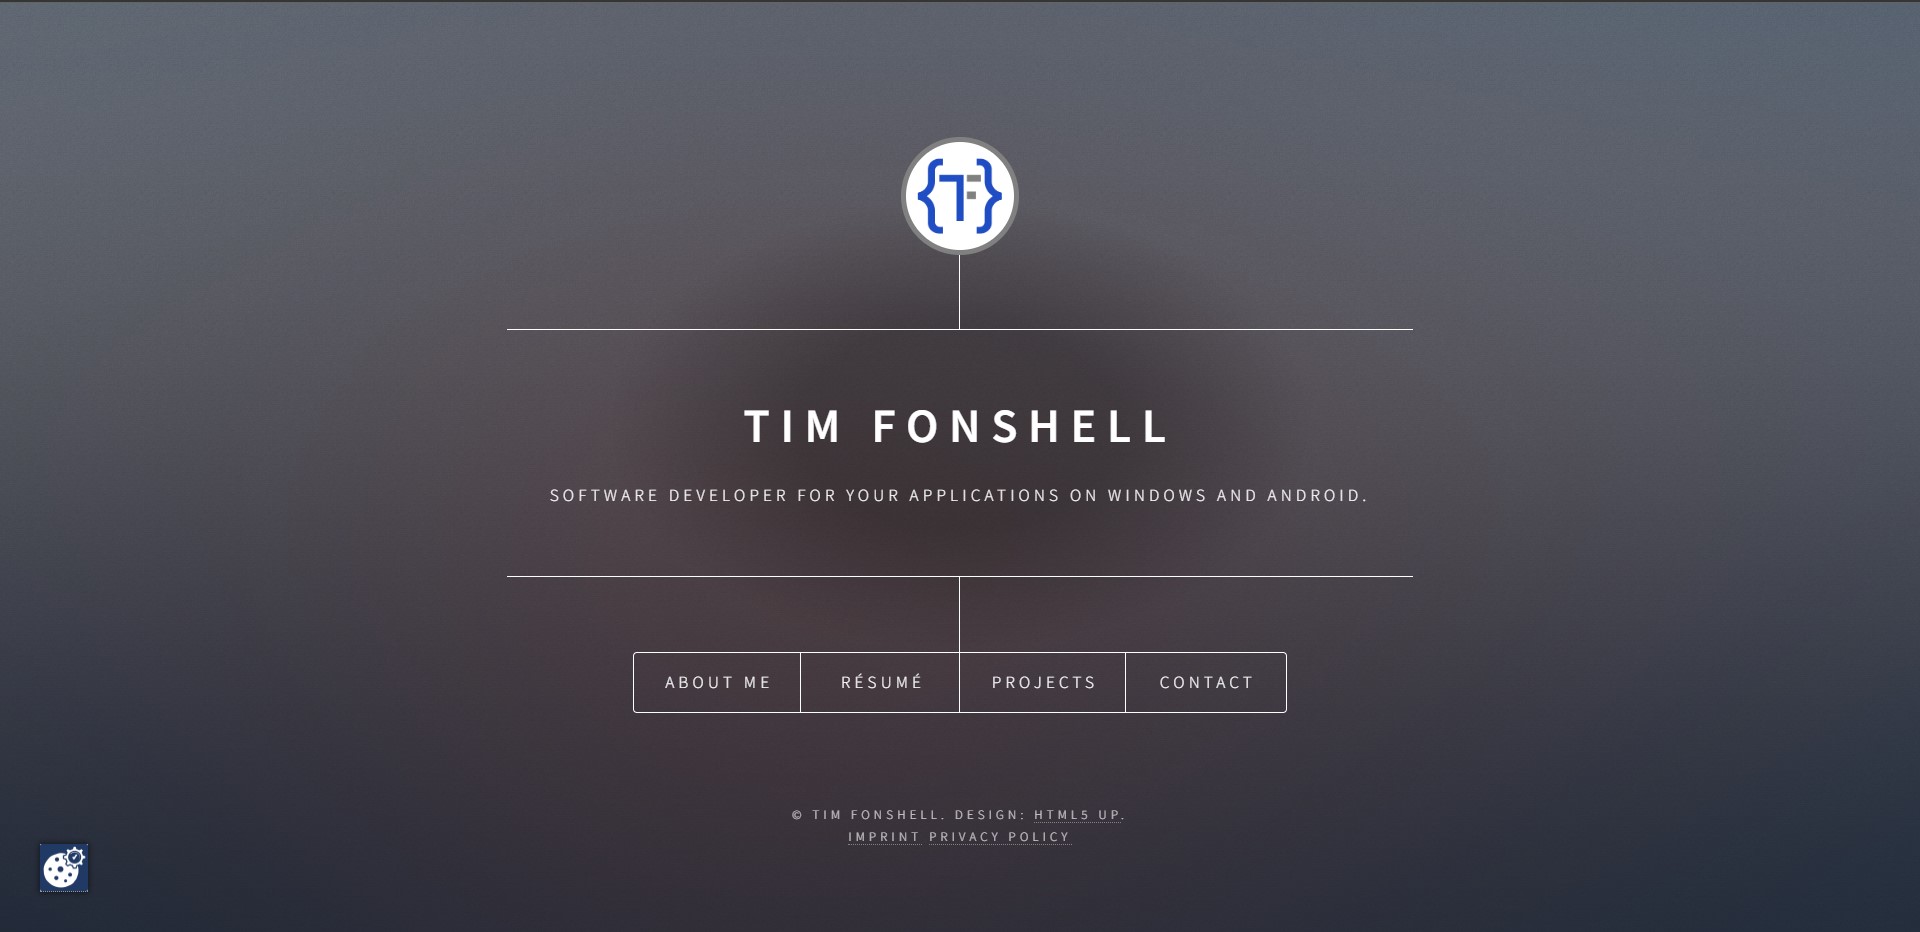 {TF}
TIM FONSHELL
SOFTWARE DEVELOPER FOR YOUR APPLICATIONS ON WINDOWS AND ANDROID.
ABOUT ME RÉSUMÉ PROJECTS CONTACT
© TIM FONSHELL. DESIGN: HTML5 UP.
IMPRINT PRIVACY POLICY